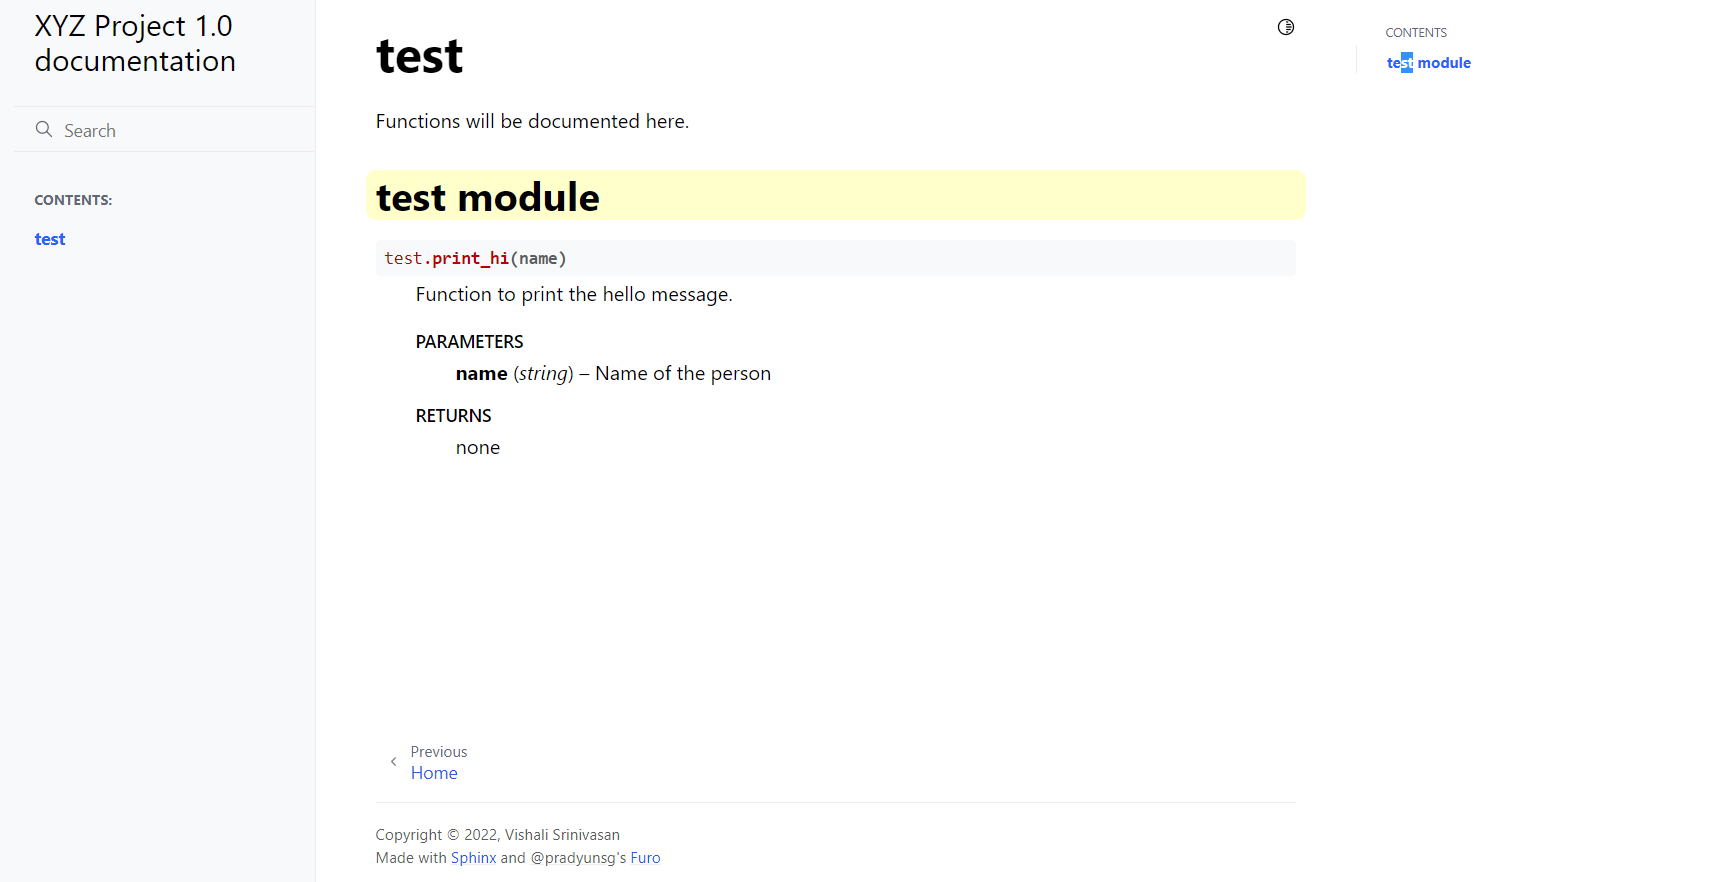 XYZ Project 1.0
documentation
Search
CONTENTS:
test
test
Functions will be documented here.
test module
test.print_hi(name)
Function to print the hello message.
PARAMETERS
name (string) – Name of the person
RETURNS
none
Previous
Home
Copyright © 2022, Vishali Srinivasan
Made with Sphinx and @pradyunsg's Furo
CONTENTS
test module